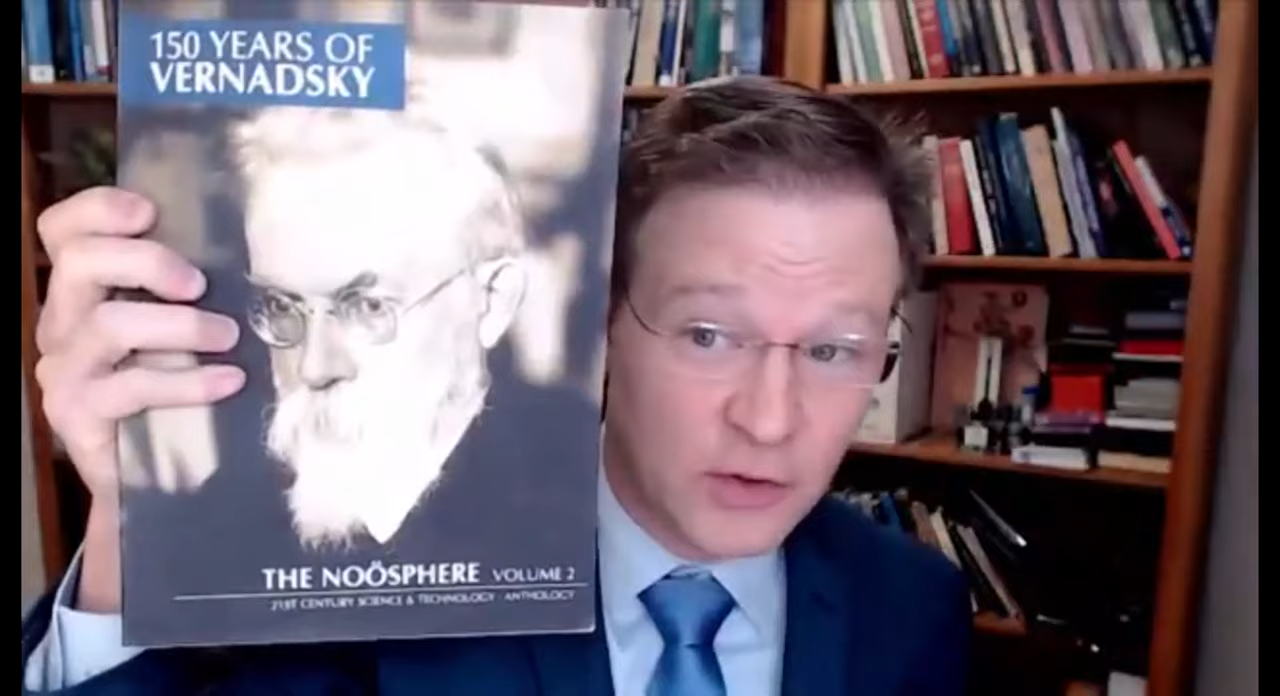 150 YEARS OF
VERNADSKY
THE NOÖSPHERE VOLUME 2
21ST CENTURY SCIENCE & TECHNOLOGY · ANTHOLOGY